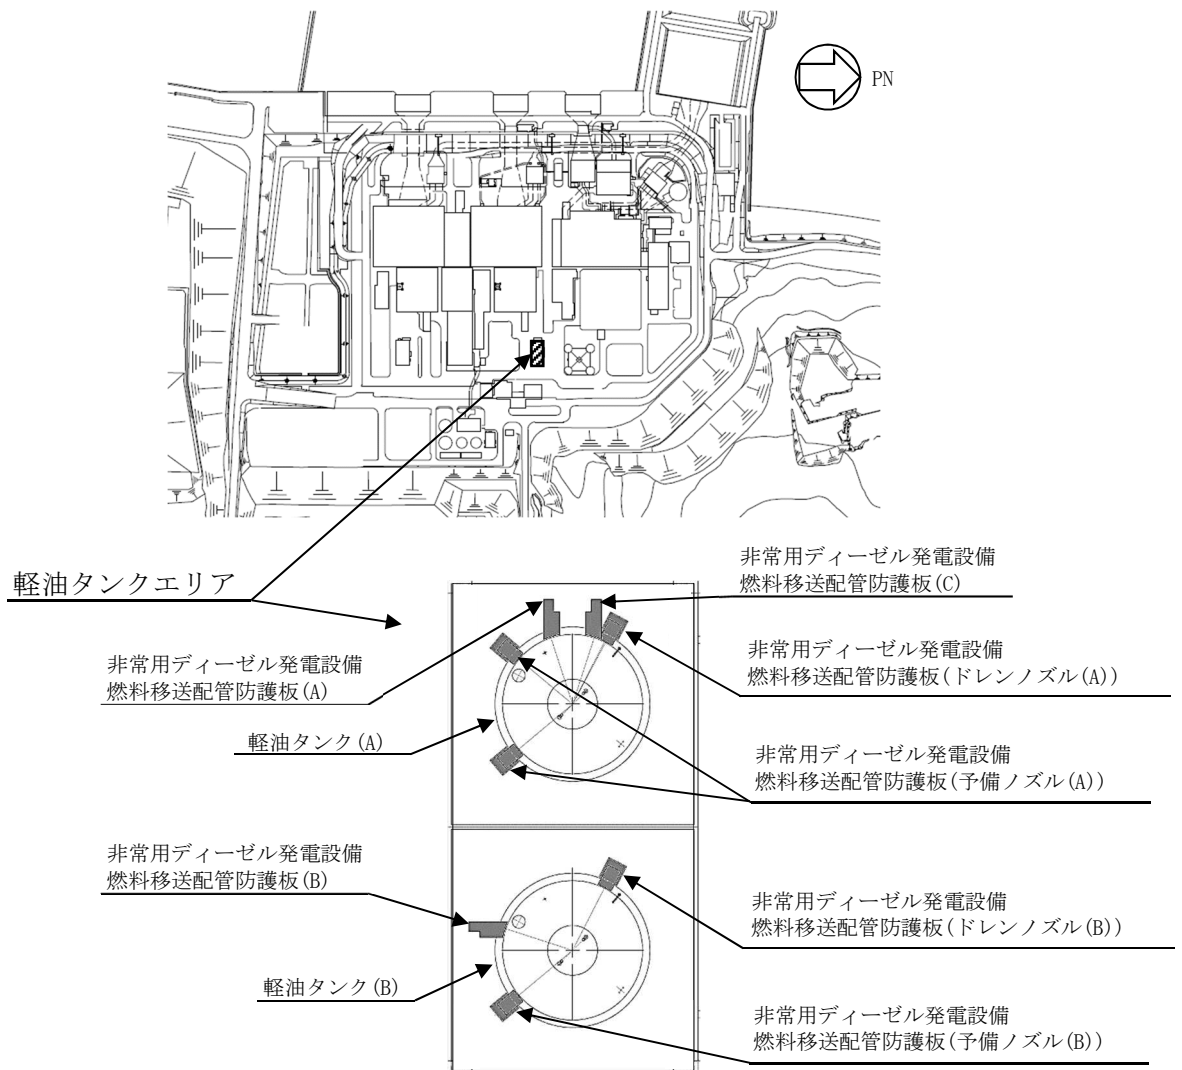 PN
軽油タンクエリア
非常用ディーゼル発電設備
燃料移送配管防護板(C)
非常用ディーゼル発電設備
燃料移送配管防護板(A)
非常用ディーゼル発電設備
燃料移送配管防護板(ドレンノズル(A))
軽油タンク(A)
非常用ディーゼル発電設備
燃料移送配管防護板(予備ノズル(A))
非常用ディーゼル発電設備
燃料移送配管防護板(B)
非常用ディーゼル発電設備
燃料移送配管防護板(ドレンノズル(B))
軽油タンク(B)
非常用ディーゼル発電設備
燃料移送配管防護板(予備ノズル(B))